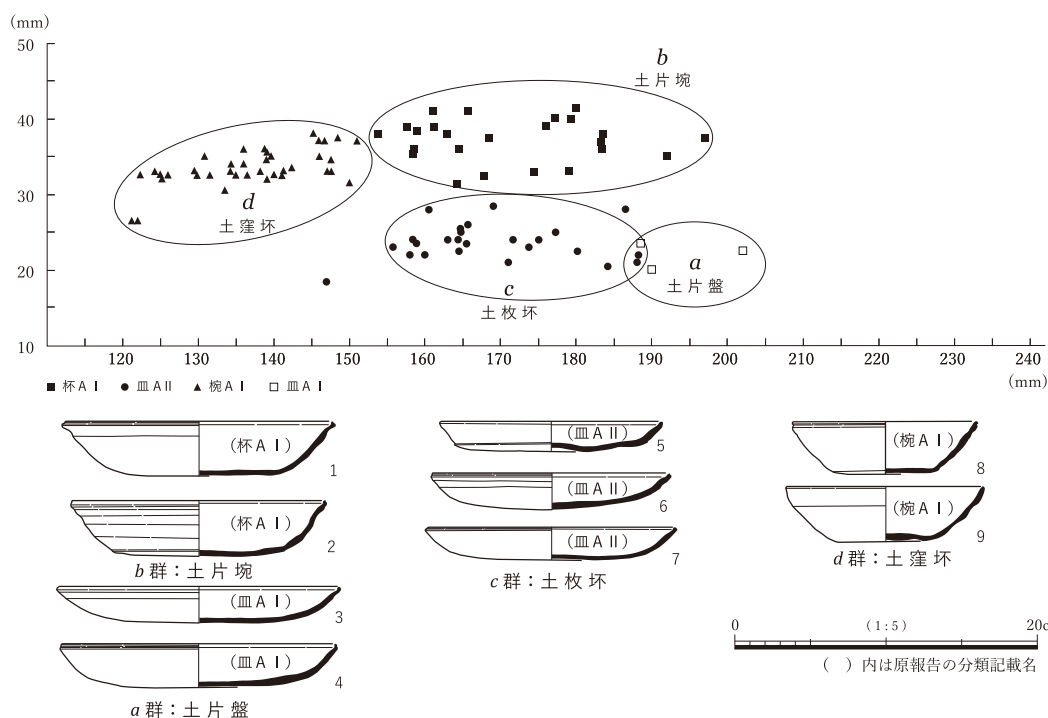 (mm)
50
40
30
20
10
b
土片埦
d
土窪坏
c
土枚坏
a
土片盤
120 130 140 150 160 170 180 190 200 210 220 230 240
(mm)
■ 杯AⅠ ● 皿AⅡ ▲ 椀AⅠ □ 皿AⅠ
(杯AⅠ) 1
(杯AⅠ) 2
b群：土片埦
(皿AⅠ) 3
(皿AⅠ) 4
a群：土片盤
(皿AⅡ) 5
(皿AⅡ) 6
(皿AⅡ) 7
c群：土枚坏
(椀AⅠ) 8
(椀AⅠ) 9
d群：土窪坏
0 (1:5) 20c
( )内は原報告の分類記載名